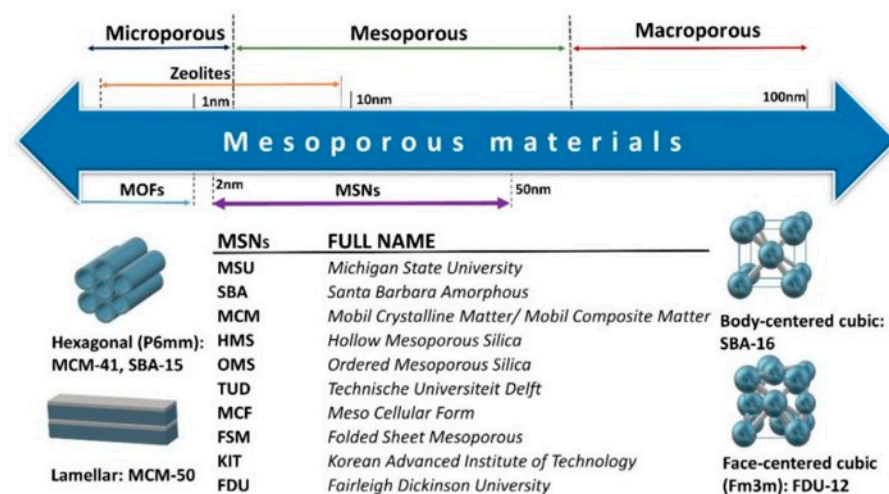 Microporous Mesoporous Macroporous
Zeolites
1nm 10nm 100nm
Mesoporous materials
MOFs 2nm MSNs 50nm
MSNs FULL NAME
MSU Michigan State University
SBA Santa Barbara Amorphous
MCM Mobil Crystalline Matter/ Mobil Composite Matter
HMS Hollow Mesoporous Silica
OMS Ordered Mesoporous Silica
TUD Technische Universiteit Delft
MCF Meso Cellular Form
FSM Folded Sheet Mesoporous
KIT Korean Advanced Institute of Technology
FDU Fairleigh Dickinson University
Hexagonal (P6mm):
MCM-41, SBA-15
Lamellar: MCM-50
Body-centered cubic:
SBA-16
Face-centered cubic
(Fm3m): FDU-12